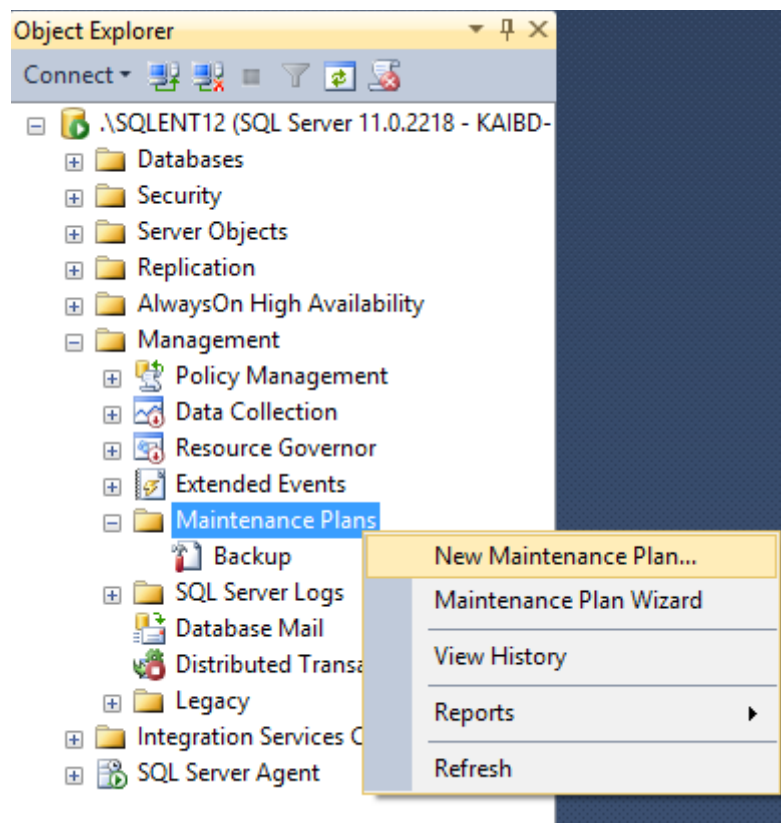 Object Explorer
Connect
.\SQLENT12 (SQL Server 11.0.2218 - KAIBD-
Databases
Security
Server Objects
Replication
AlwaysOn High Availability
Management
Policy Management
Data Collection
Resource Governor
Extended Events
Maintenance Plans
Backup
SQL Server Logs
Database Mail
Distributed Transa
Legacy
Integration Services C
SQL Server Agent
New Maintenance Plan...
Maintenance Plan Wizard
View History
Reports
Refresh